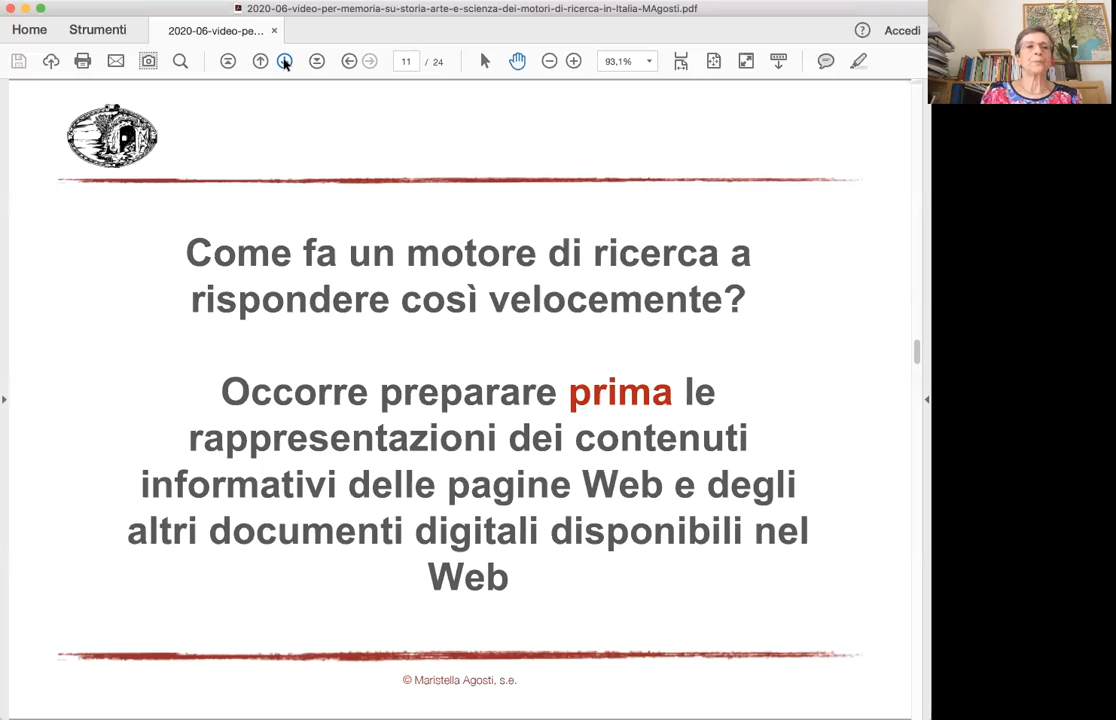 2020-06-video-per-memoria-su-storia-arte-e-scienza-dei-motori-di-ricerca-in-Italia-MAgosti.pdf
Home Strumenti 2020-06-video-pe... × ? Accedi
11 / 24 93,1%
Come fa un motore di ricerca a
rispondere così velocemente?
Occorre preparare prima le
rappresentazioni dei contenuti
informativi delle pagine Web e degli
altri documenti digitali disponibili nel
Web
© Maristella Agosti, s.e.